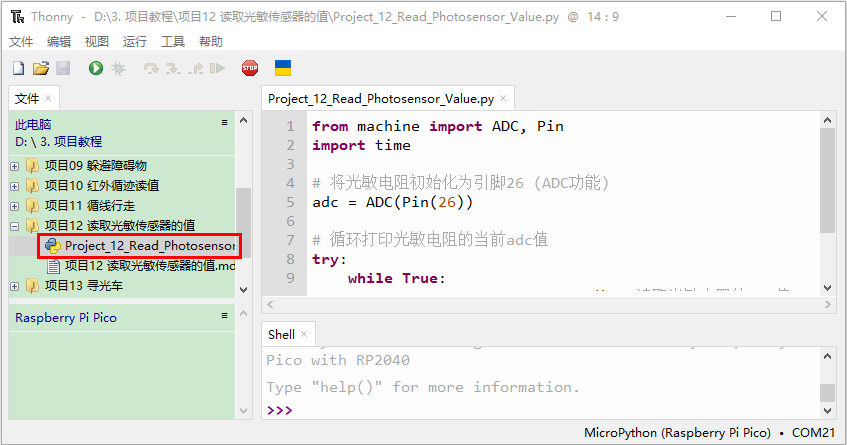 Thonny - D:\3. 项目教程\项目12 读取光敏传感器的值\Project_12_Read_Photosensor_Value.py @ 14 : 9
文件 编辑 视图 运行 工具 帮助
STOP
文件 ×
此电脑
D: \ 3. 项目教程
项目09 躲避障碍物
项目10 红外循迹读值
项目11 循线行走
项目12 读取光敏传感器的值
Project_12_Read_Photosensor
项目12 读取光敏传感器的值.md
项目13 寻光车
Raspberry Pi Pico
Project_12_Read_Photosensor_Value.py ×
1 from machine import ADC, Pin
2 import time
3
4 # 将光敏电阻初始化为引脚26 (ADC功能)
5 adc = ADC(Pin(26))
6
7 # 循环打印光敏电阻的当前adc值
8 try:
9 while True:
Shell ×
Pico with RP2040
Type "help()" for more information.
>>>
MicroPython (Raspberry Pi Pico) • COM21